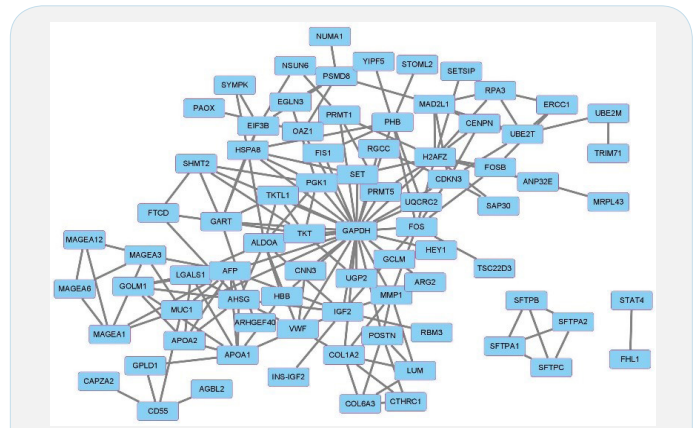 NUMA1
NSUN6
YIPF5
STOML2
SYMPK
PSMD8
SETSIP
EGLN3
MAD2L1
RPA3
PAOX
PRMT1
ERCC1
EIF3B
OAZ1
PHB
CENPN
UBE2T
UBE2M
HSPA8
FIS1
RGCC
H2AFZ
TRIM71
SHMT2
SET
FOSB
CDKN3
ANP32E
PGK1
PRMT5
TKTL1
UQCRC2
SAP30
MRPL43
FTCD
GART
FOS
TKT
GAPDH
MAGEA12
ALDOA
HEY1
MAGEA3
GCLM
TSC22D3
LGALS1
AFP
CNN3
UGP2
ARG2
MAGEA6
GOLM1
AHSG
HBB
MMP1
SFTPB
STAT4
MUC1
IGF2
ARHGEF40
VWF
SFTPA2
MAGEA1
APOA2
POSTN
RBM3
SFTPA1
APOA1
COL1A2
FHL1
GPLD1
LUM
SFTPC
INS-IGF2
CAPZA2
AGBL2
CD55
COL6A3
CTHRC1